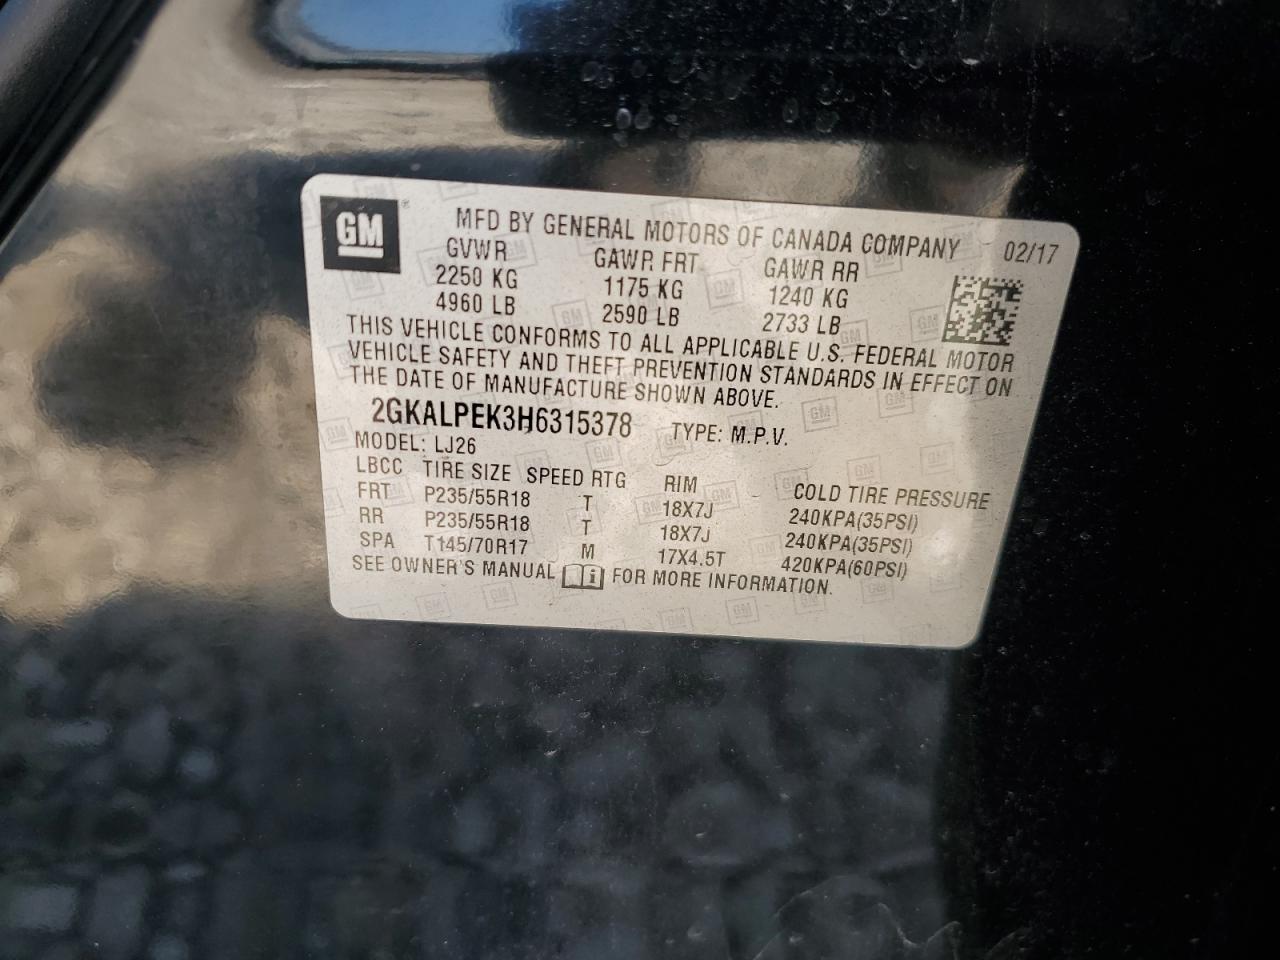 GM ® MFD BY GENERAL MOTORS OF CANADA COMPANY 02/17
GVWR GAWR FRT GAWR RR
2250 KG 1175 KG 1240 KG
4960 LB 2590 LB 2733 LB
THIS VEHICLE CONFORMS TO ALL APPLICABLE U.S. FEDERAL MOTOR
VEHICLE SAFETY AND THEFT PREVENTION STANDARDS IN EFFECT ON
THE DATE OF MANUFACTURE SHOWN ABOVE.
2GKALPEK3H6315378 TYPE: M.P.V.
MODEL: LJ26
LBCC TIRE SIZE SPEED RTG RIM COLD TIRE PRESSURE
FRT P235/55R18 T 18X7J 240KPA(35PSI)
RR P235/55R18 T 18X7J 240KPA(35PSI)
SPA T145/70R17 M 17X4.5T 420KPA(60PSI)
SEE OWNER'S MANUAL FOR MORE INFORMATION.